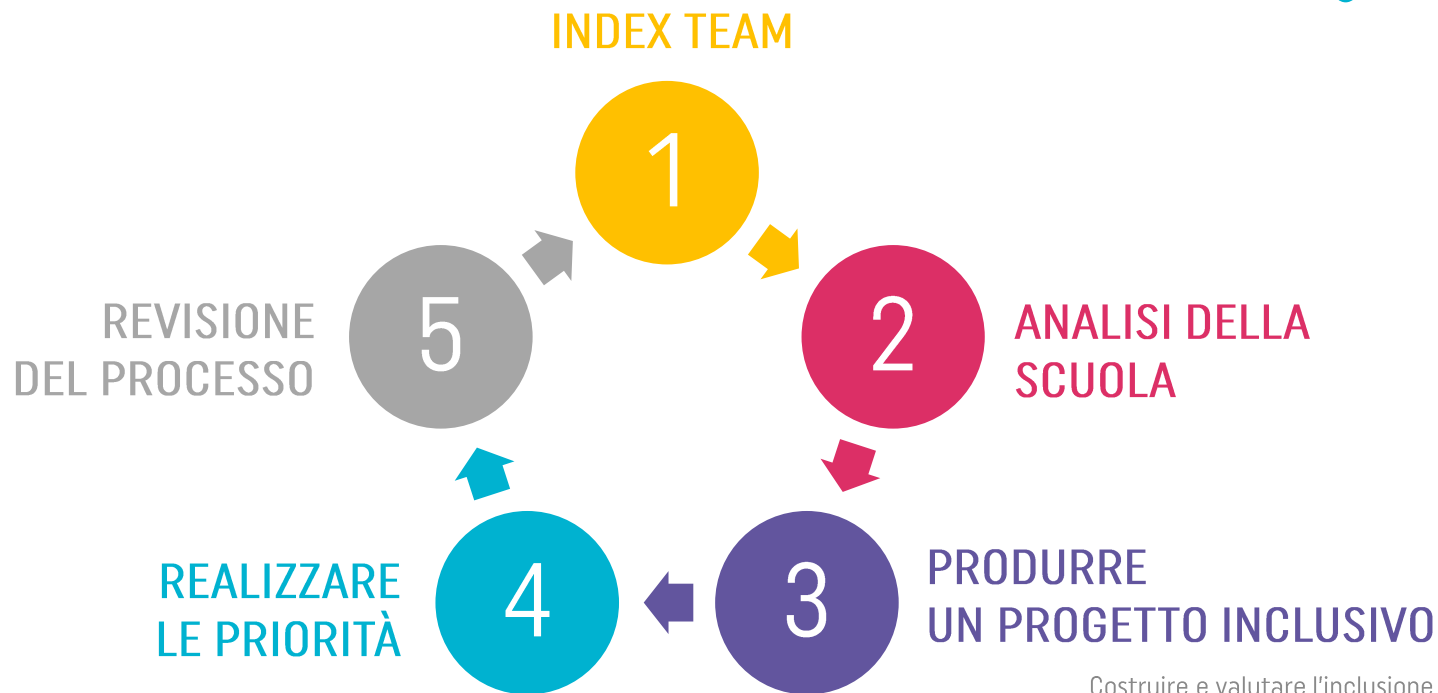 INDEX TEAM
1
2
ANALISI DELLA
SCUOLA
3
PRODURRE
UN PROGETTO INCLUSIVO
4
REALIZZARE
LE PRIORITÀ
5
REVISIONE
DEL PROCESSO
Costruire e valutare l'inclusione